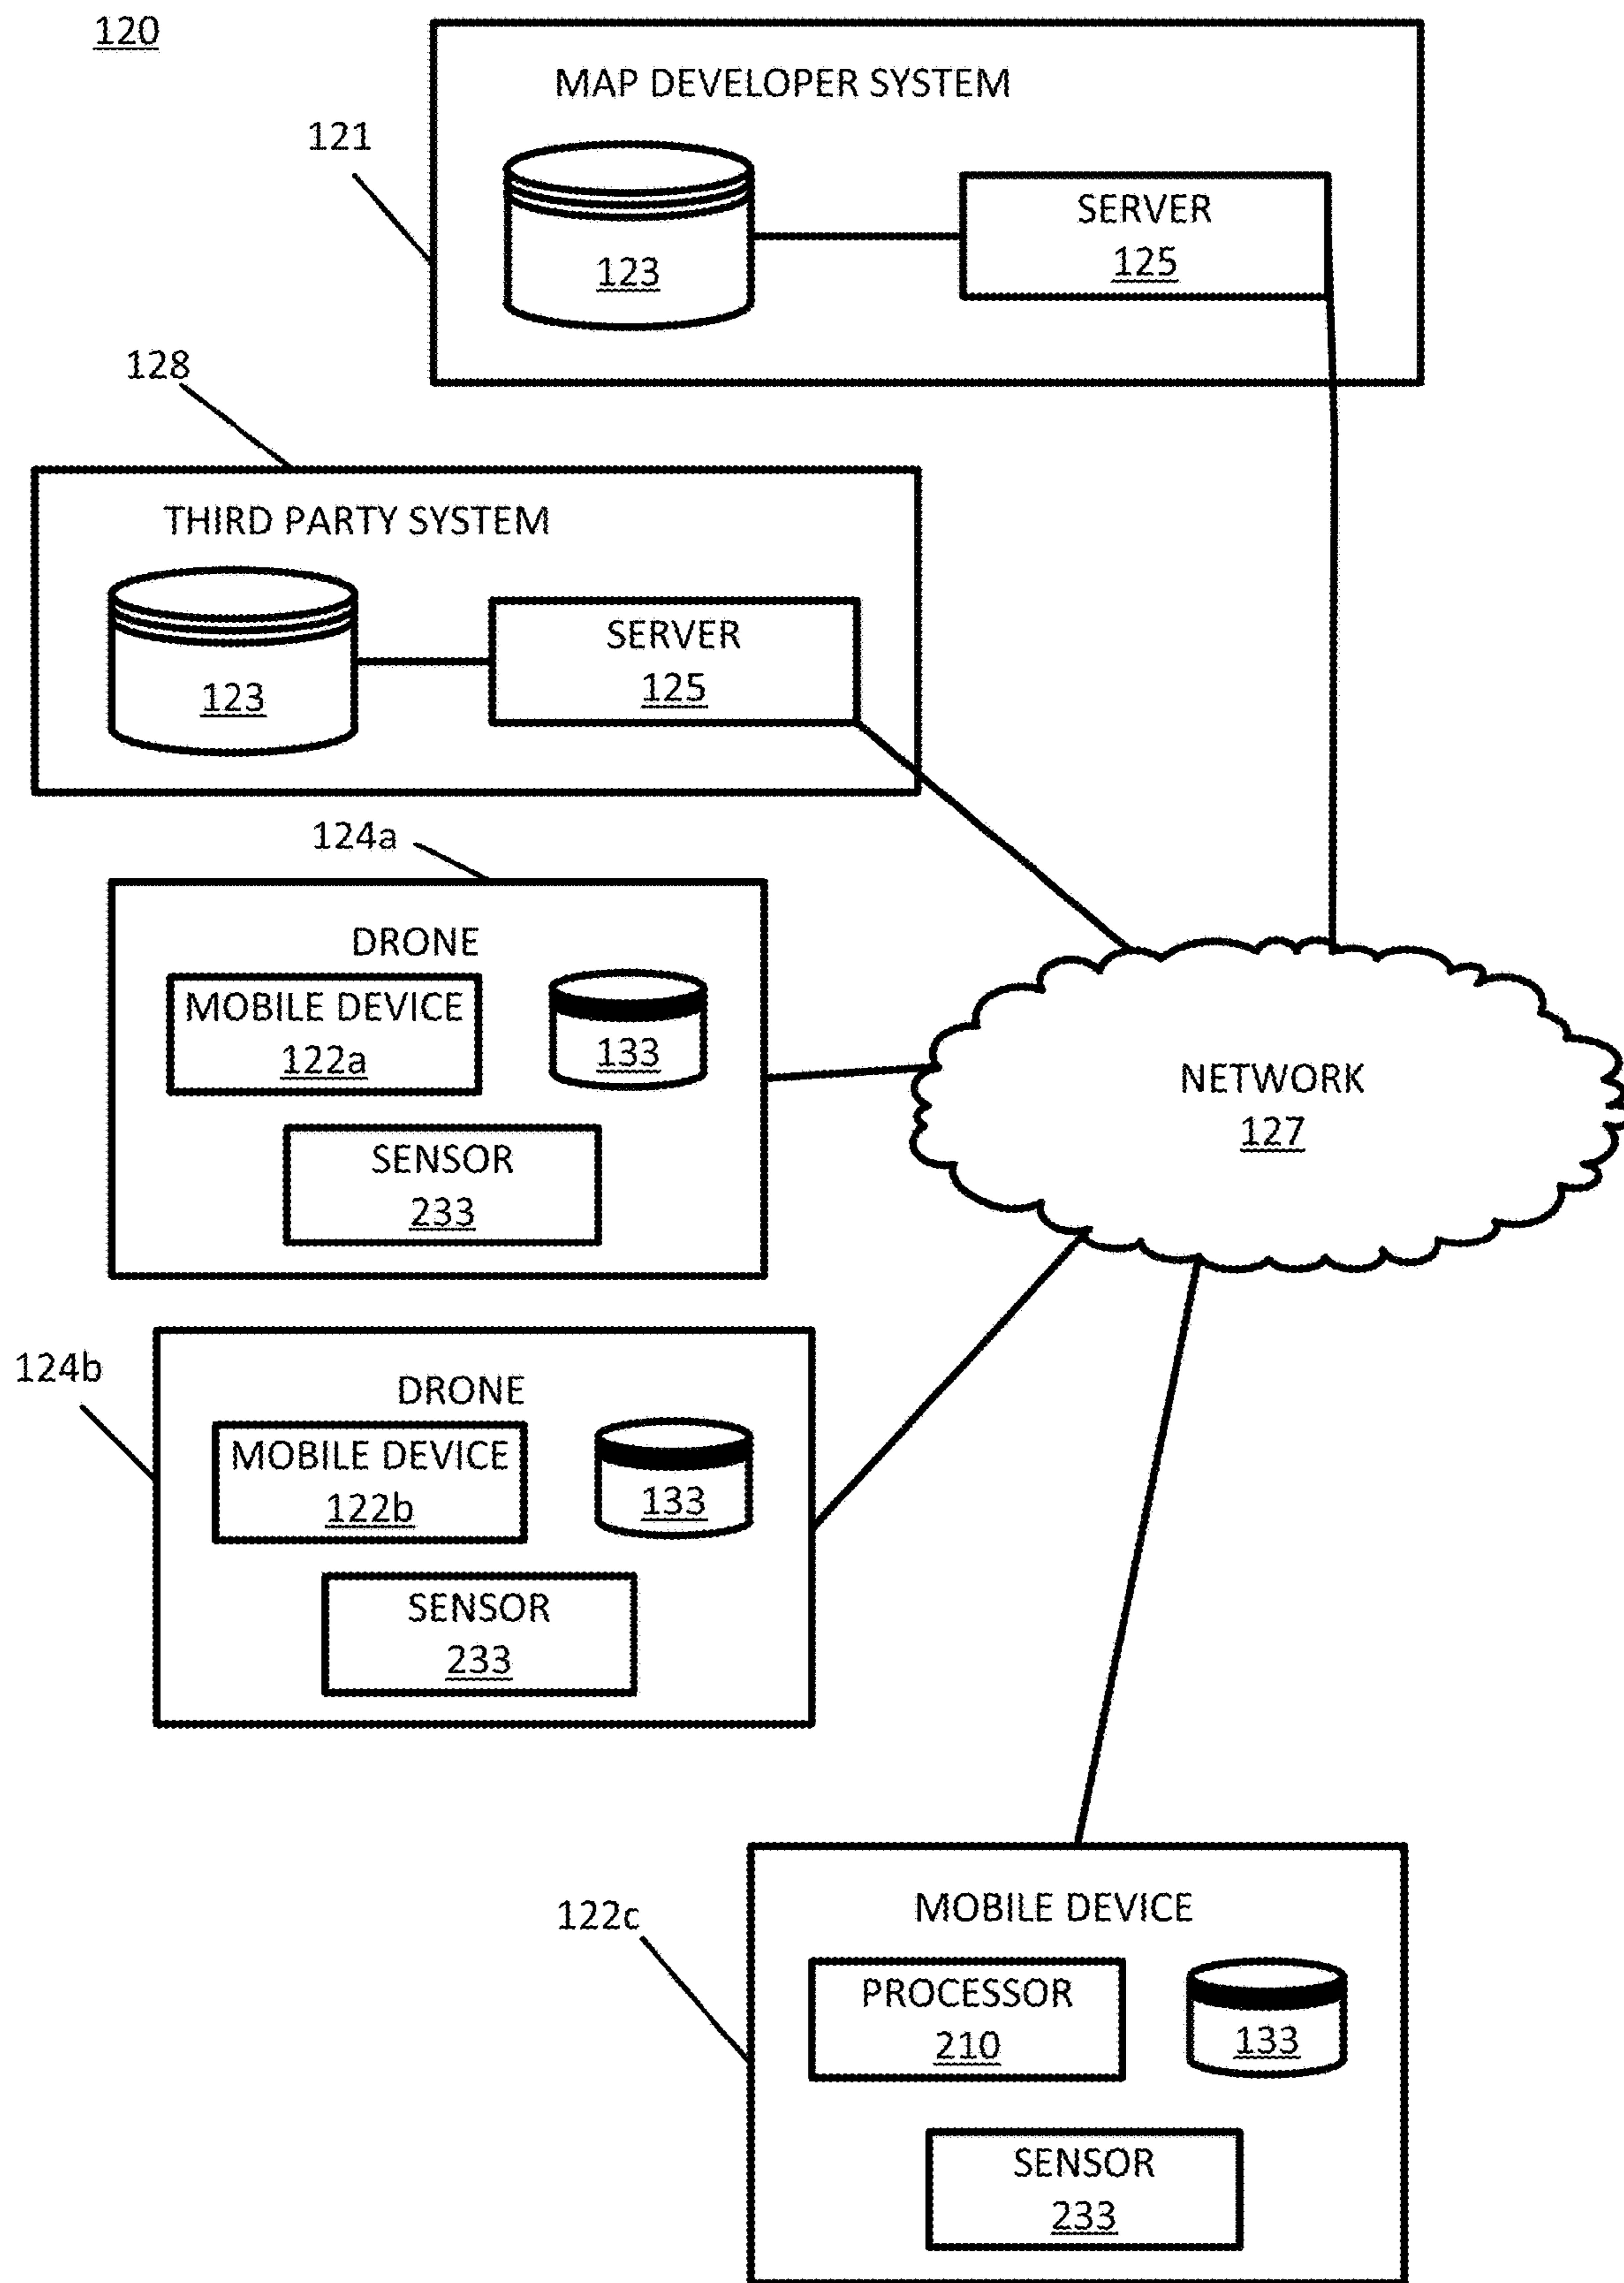 120
MAP DEVELOPER SYSTEM
121
SERVER
123
125
128
THIRD PARTY SYSTEM
SERVER
123
125
124a
DRONE
MOBILE DEVICE
122a
133
SENSOR
233
NETWORK
127
124b
DRONE
MOBILE DEVICE
122b
133
SENSOR
233
122c
MOBILE DEVICE
PROCESSOR
210
133
SENSOR
233